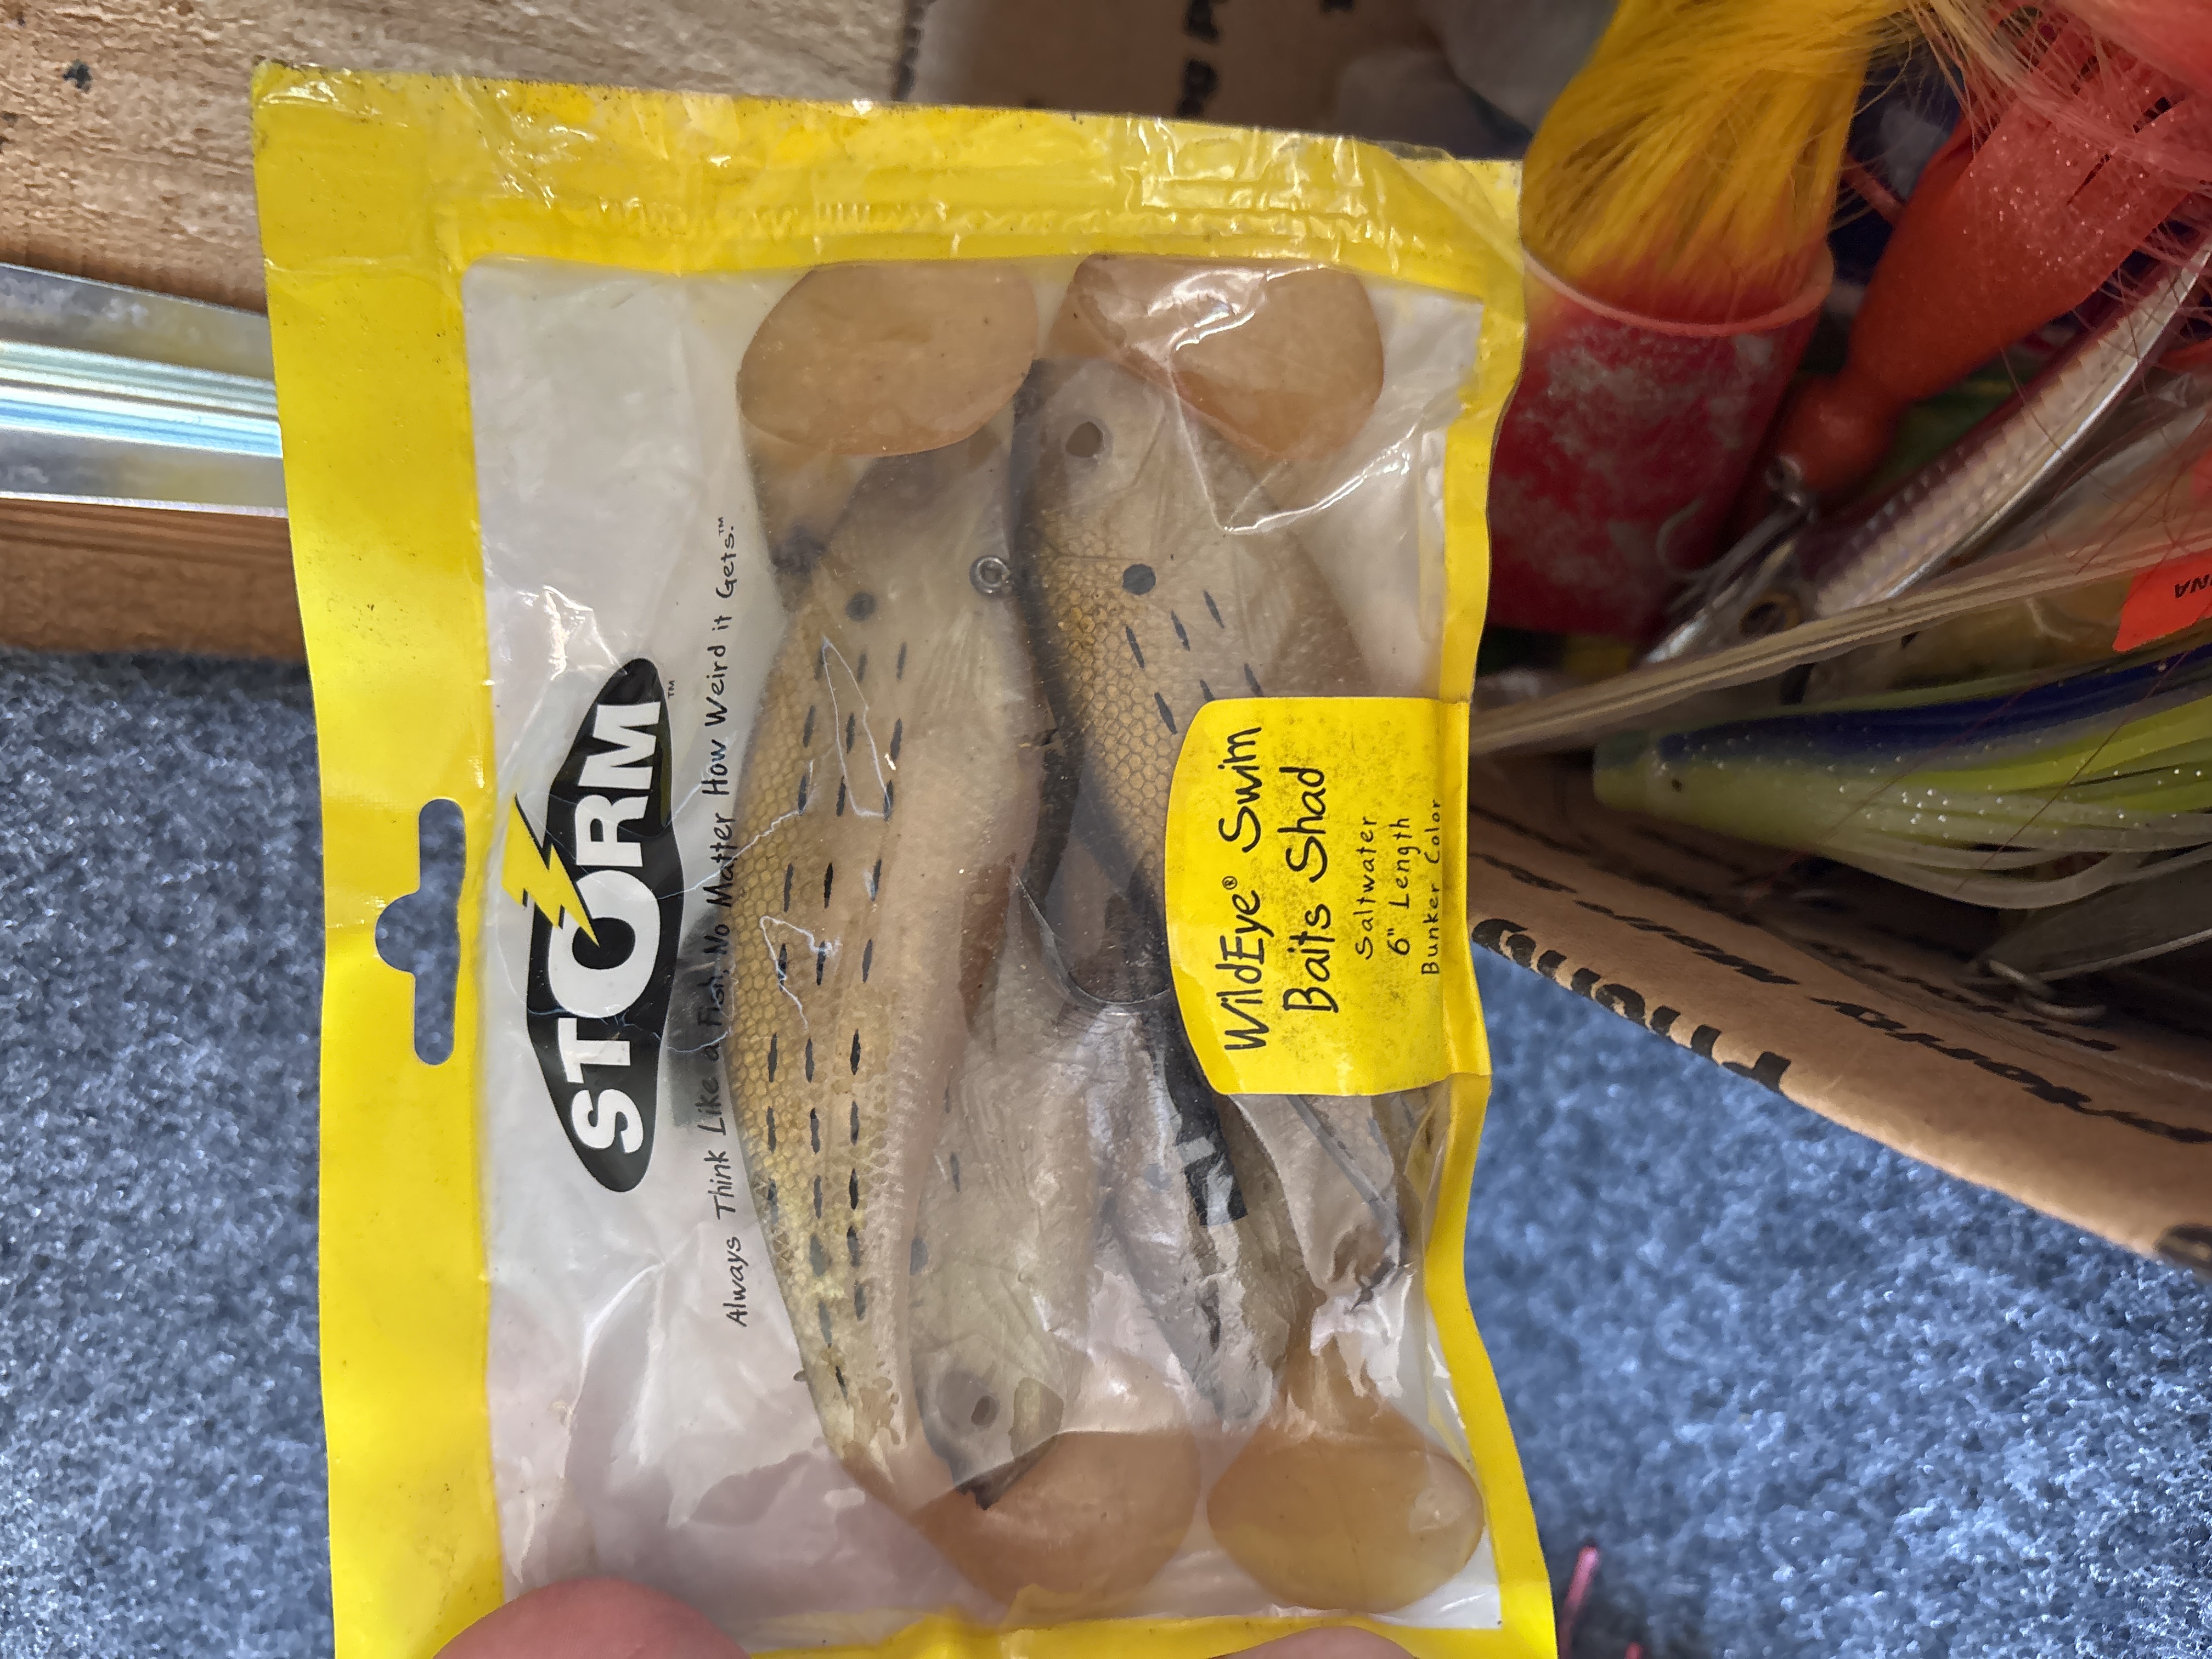 STORM™
Always Think Like a Fish, No Matter How Weird it Gets.™
WildEye® Swim
Baits Shad
Saltwater
6" Length
Bunker Color